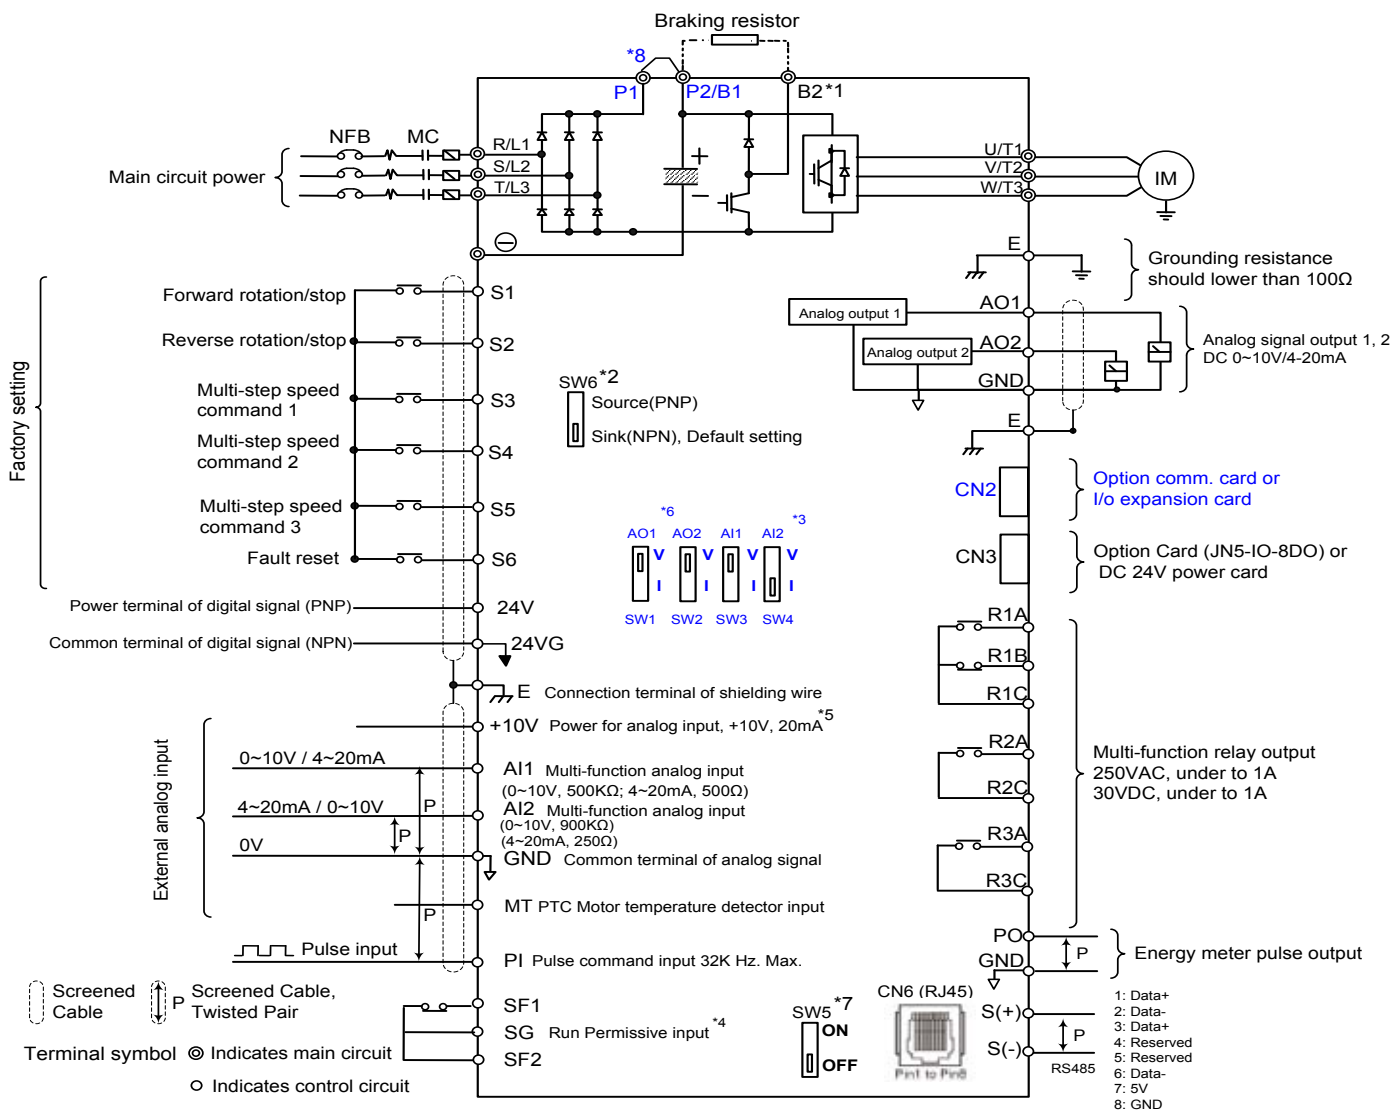 Braking resistor
*8
P1
P2/B1
B2*1
NFB
MC
R/L1
S/L2
T/L3
Main circuit power
+
−
U/T1
V/T2
W/T3
IM
E
Grounding resistance
should lower than 100Ω
Factory setting
Forward rotation/stop
S1
Reverse rotation/stop
S2
Multi-step speed
command 1
S3
Multi-step speed
command 2
S4
Multi-step speed
command 3
S5
Fault reset
S6
Power terminal of digital signal (PNP)
24V
Common terminal of digital signal (NPN)
24VG
E Connection terminal of shielding wire
SW6 *2
Source(PNP)
Sink(NPN), Default setting
*6
*3
AO1
AO2
AI1
AI2
V
V
V
V
I
I
I
I
SW1
SW2
SW3
SW4
Analog output 1
AO1
Analog output 2
AO2
GND
Analog signal output 1, 2
DC 0~10V/4-20mA
E
CN2
Option comm. card or
I/o expansion card
CN3
Option Card (JN5-IO-8DO) or
DC 24V power card
R1A
R1B
R1C
R2A
R2C
R3A
R3C
Multi-function relay output
250VAC, under to 1A
30VDC, under to 1A
External analog input
+10V Power for analog input, +10V, 20mA *5
0~10V / 4~20mA
AI1 Multi-function analog input
(0~10V, 500KΩ; 4~20mA, 500Ω)
4~20mA / 0~10V
P
AI2 Multi-function analog input
(0~10V, 900KΩ)
(4~20mA, 250Ω)
P
0V
GND Common terminal of analog signal
P
MT PTC Motor temperature detector input
Pulse input
PI Pulse command input 32K Hz. Max.
PO
GND
P
Energy meter pulse output
Screened
Cable
P
Screened Cable,
Twisted Pair
SF1
SG Run Permissive input *4
SF2
Terminal symbol
Indicates main circuit
Indicates control circuit
SW5 *7
ON
OFF
CN6 (RJ45)
Pin1 to Pin8
S(+)
S(-)
P
RS485
1: Data+
2: Data-
3: Data+
4: Reserved
5: Reserved
6: Data-
7: 5V
8: GND